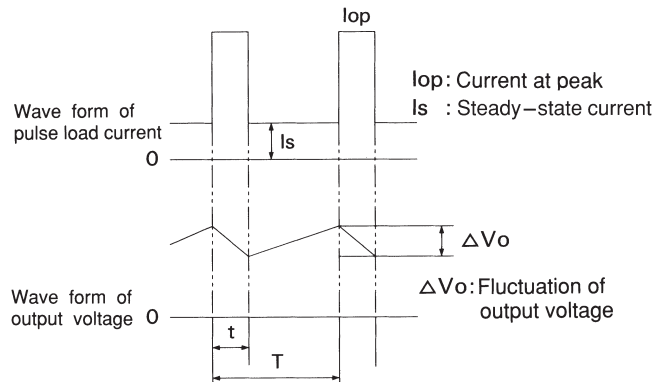 Iop
Iop: Current at peak
Is : Steady-state current
Wave form of
pulse load current
0
Is
ΔVo
Wave form of
output voltage
0
ΔVo: Fluctuation of
output voltage
t
T